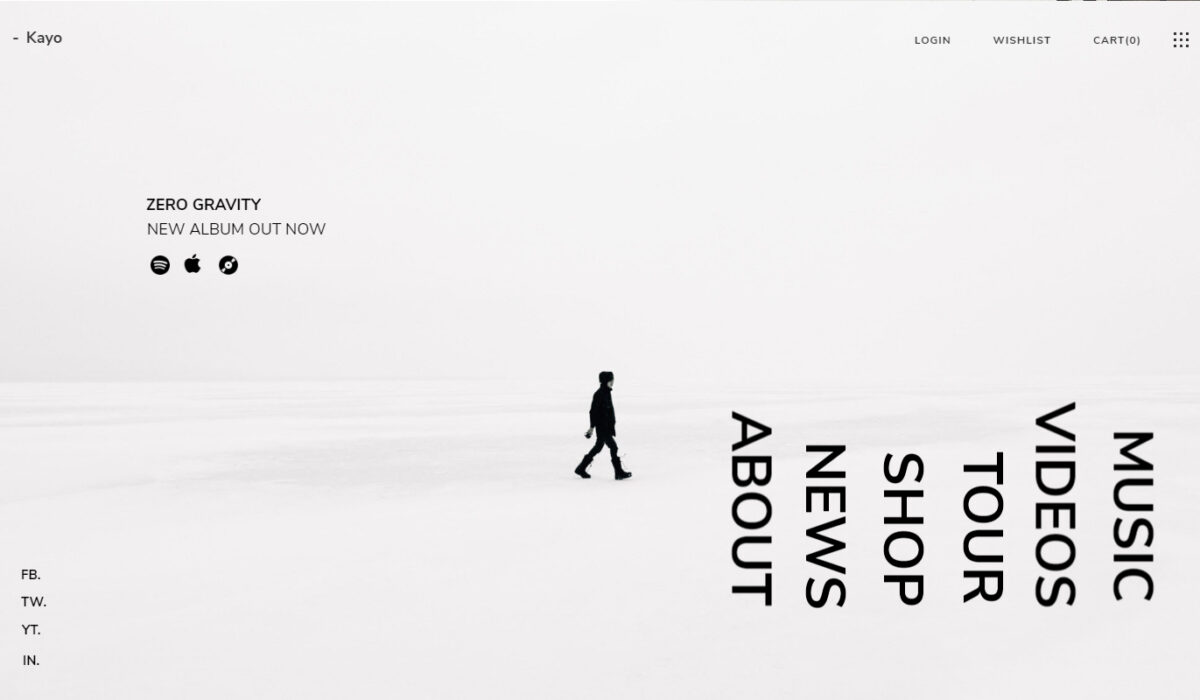 - Kayo
LOGIN
WISHLIST
CART(0)
ZERO GRAVITY
NEW ALBUM OUT NOW
ABOUT
NEWS
SHOP
TOUR
VIDEOS
MUSIC
FB.
TW.
YT.
IN.